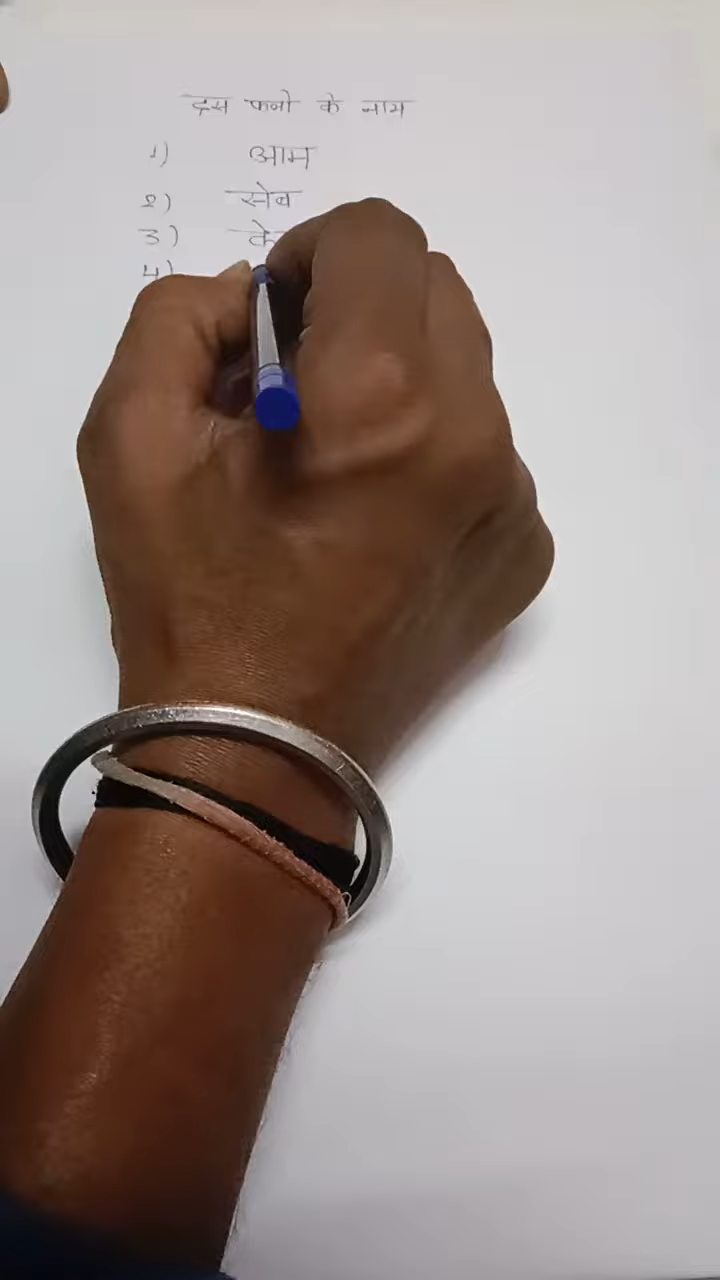 दस फलो के नाम
1) आम
2) सेब
3) के
4)